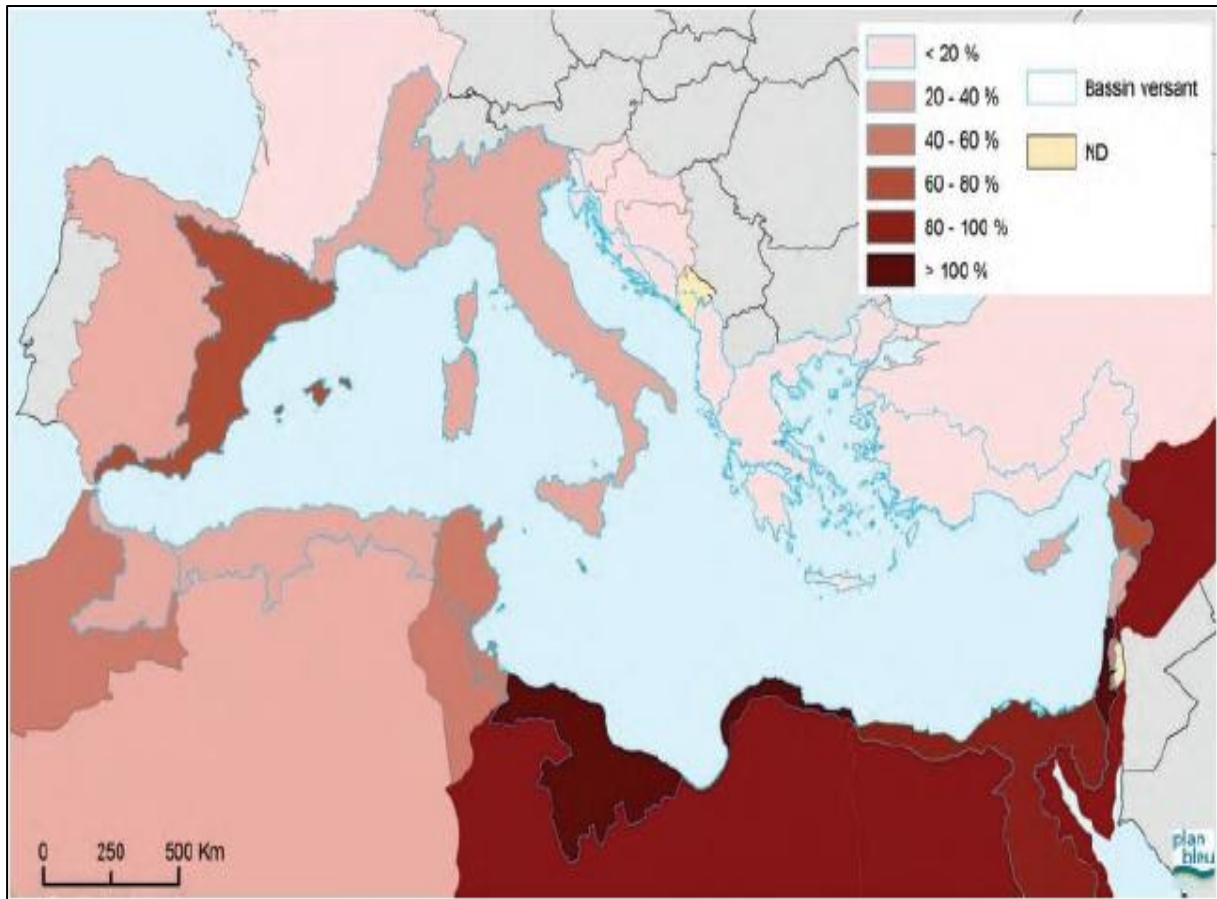 < 20 %
20 - 40 %
40 - 60 %
60 - 80 %
80 - 100 %
> 100 %
Bassin versant
ND
0 250 500 Km
plan
bleu